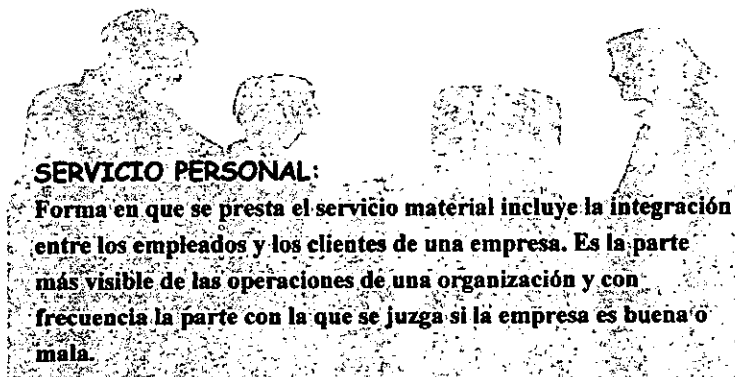 SERVICIO PERSONAL:
Forma en que se presta el servicio material incluye la integración
entre los empleados y los clientes de una empresa. Es la parte
más visible de las operaciones de una organización y con
frecuencia la parte con la que se juzga si la empresa es buena o
mala.